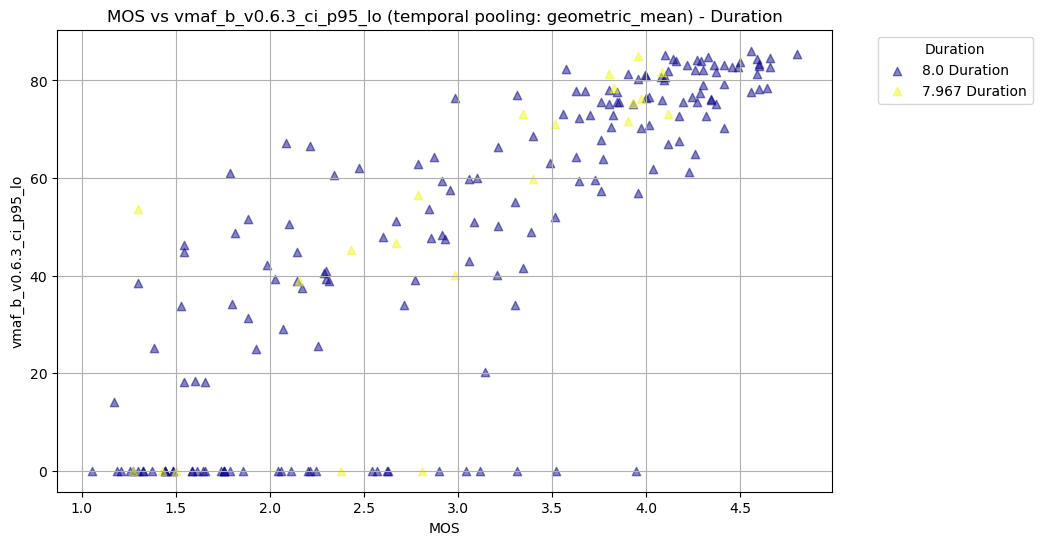 MOS vs vmaf_b_v0.6.3_ci_p95_lo (temporal pooling: geometric_mean) - Duration
Duration
8.0 Duration
7.967 Duration
vmaf_b_v0.6.3_ci_p95_lo
80
60
40
20
0
1.0 1.5 2.0 2.5 3.0 3.5 4.0 4.5
MOS